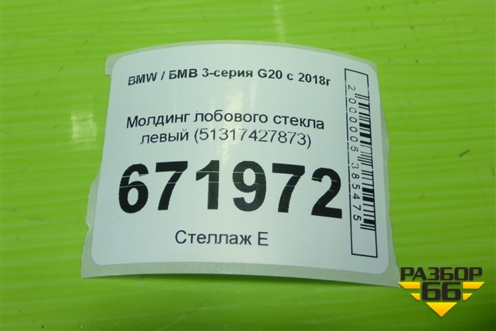 BMW / БМВ 3-серия G20 с 2018г
Молдинг лобового стекла
левый (51317427873)
671972
Стеллаж Е
2000005385475
РАЗБОР
66